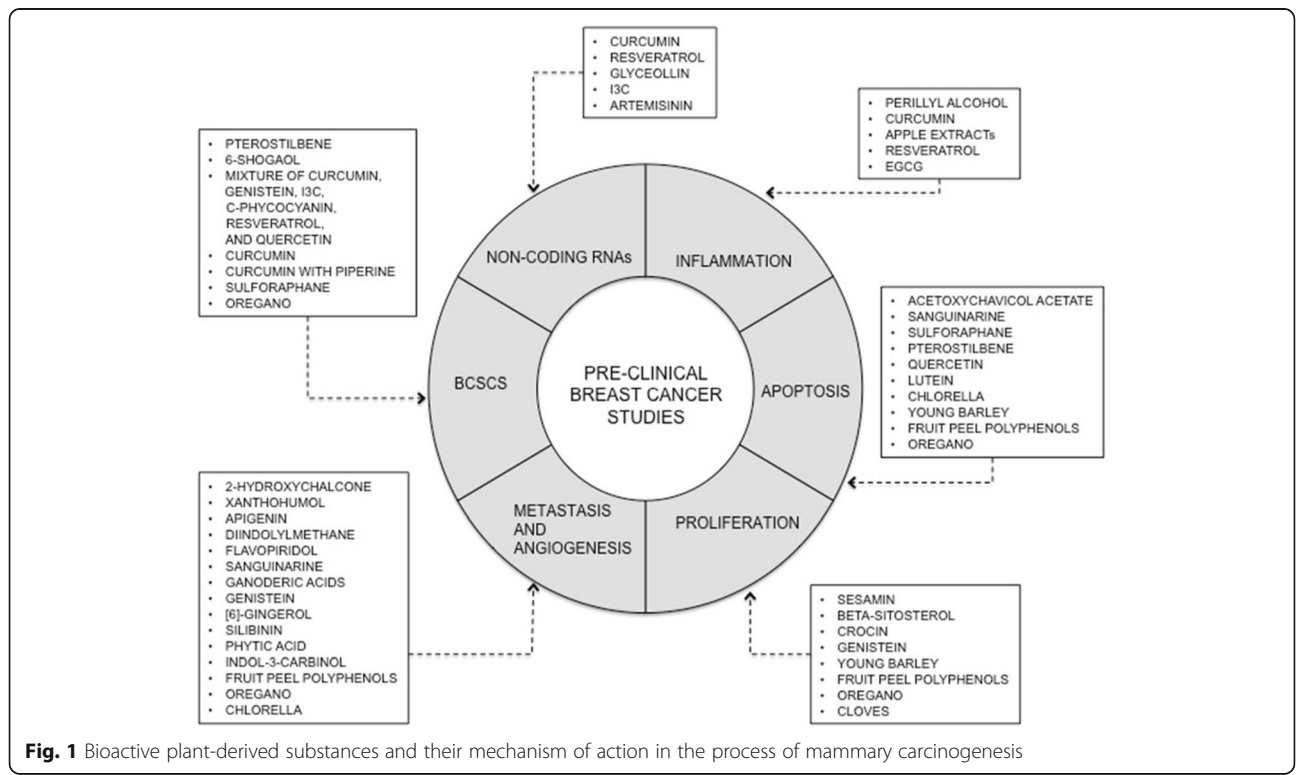 CURCUMIN
RESVERATROL
GLYCEOLLIN
I3C
ARTEMISININ
PERILLYL ALCOHOL
CURCUMIN
APPLE EXTRACTs
RESVERATROL
EGCG
PTEROSTILBENE
6-SHOGAOL
MIXTURE OF CURCUMIN,
GENISTEIN, I3C,
C-PHYCOCYANIN,
RESVERATROL,
AND QUERCETIN
CURCUMIN
CURCUMIN WITH PIPERINE
SULFORAPHANE
OREGANO
NON-CODING RNAs
INFLAMMATION
ACETOXYCHAVICOL ACETATE
SANGUINARINE
SULFORAPHANE
PTEROSTILBENE
QUERCETIN
LUTEIN
CHLORELLA
YOUNG BARLEY
FRUIT PEEL POLYPHENOLS
OREGANO
BCSCS
PRE-CLINICAL
BREAST CANCER
STUDIES
APOPTOSIS
2-HYDROXYCHALCONE
XANTHOHUMOL
APIGENIN
DIINDOLYLMETHANE
FLAVOPIRIDOL
SANGUINARINE
GANODERIC ACIDS
GENISTEIN
[6]-GINGEROL
SILIBININ
PHYTIC ACID
INDOL-3-CARBINOL
FRUIT PEEL POLYPHENOLS
OREGANO
CHLORELLA
METASTASIS
AND
ANGIOGENESIS
PROLIFERATION
SESAMIN
BETA-SITOSTEROL
CROCIN
GENISTEIN
YOUNG BARLEY
FRUIT PEEL POLYPHENOLS
OREGANO
CLOVES
Fig. 1 Bioactive plant-derived substances and their mechanism of action in the process of mammary carcinogenesis